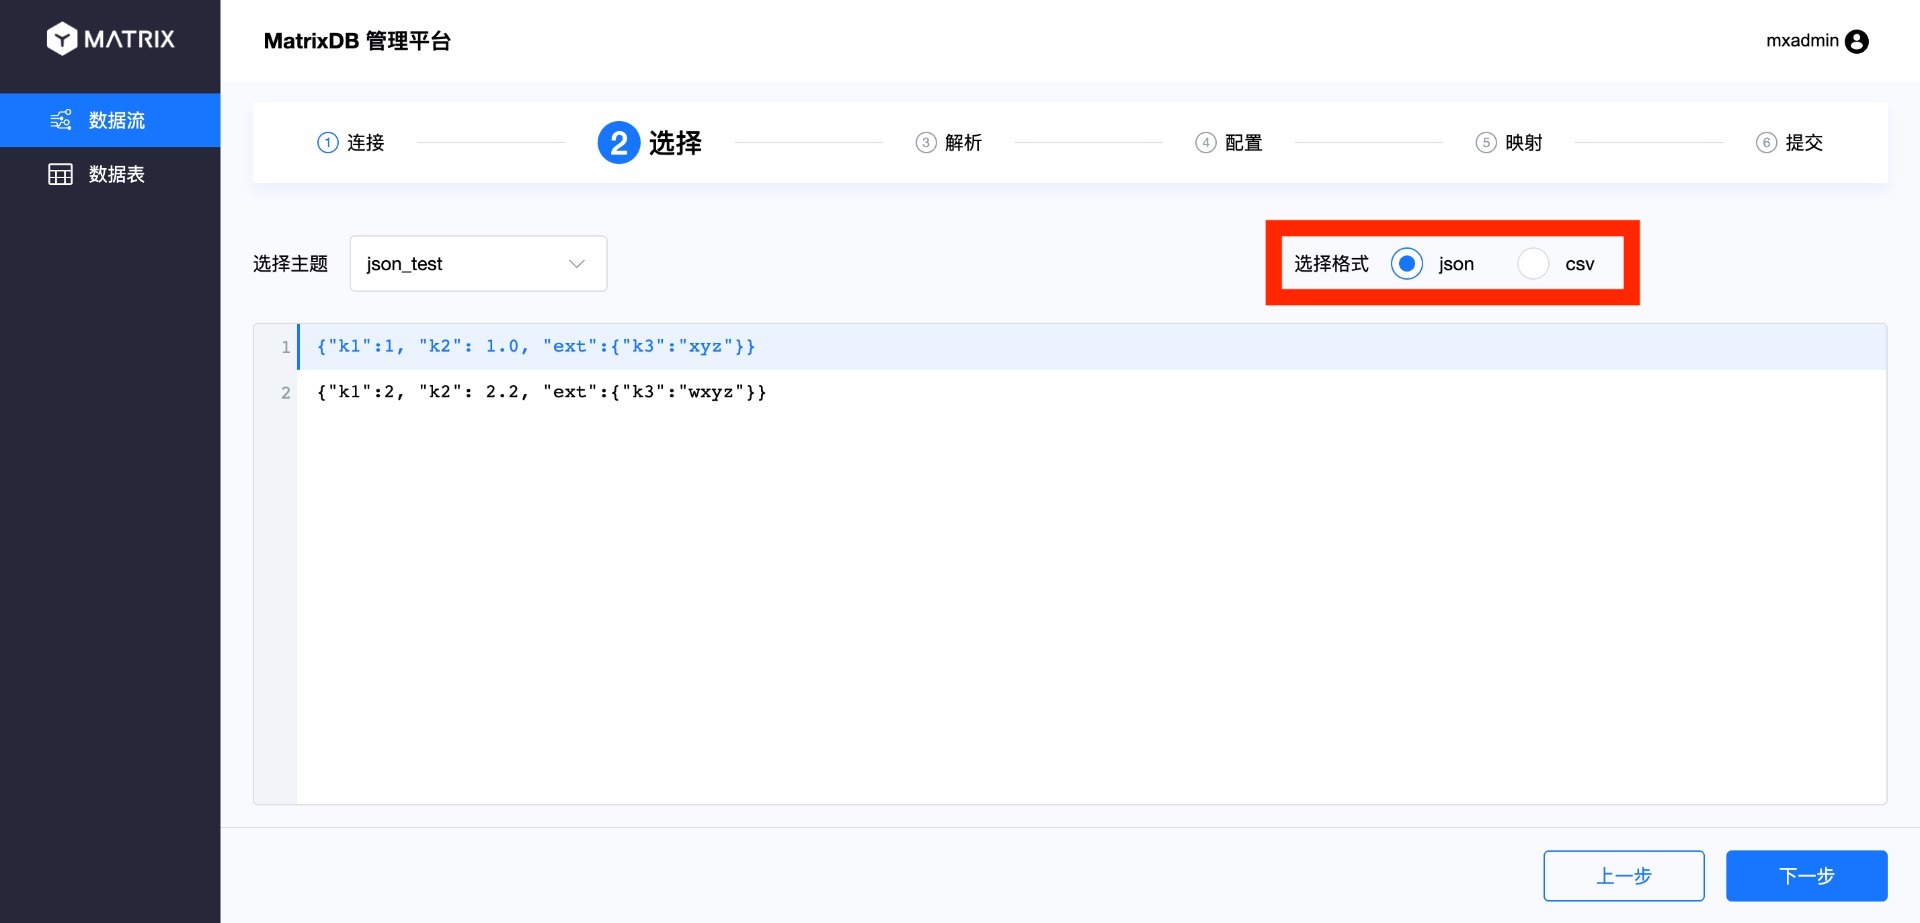 MATRIX
MatrixDB 管理平台
mxadmin
数据流
数据表
1 连接
2 选择
3 解析
4 配置
5 映射
6 提交
选择主题 json_test
选择格式 json csv
1 {"k1":1, "k2": 1.0, "ext":{"k3":"xyz"}}
2 {"k1":2, "k2": 2.2, "ext":{"k3":"wxyz"}}
上一步
下一步